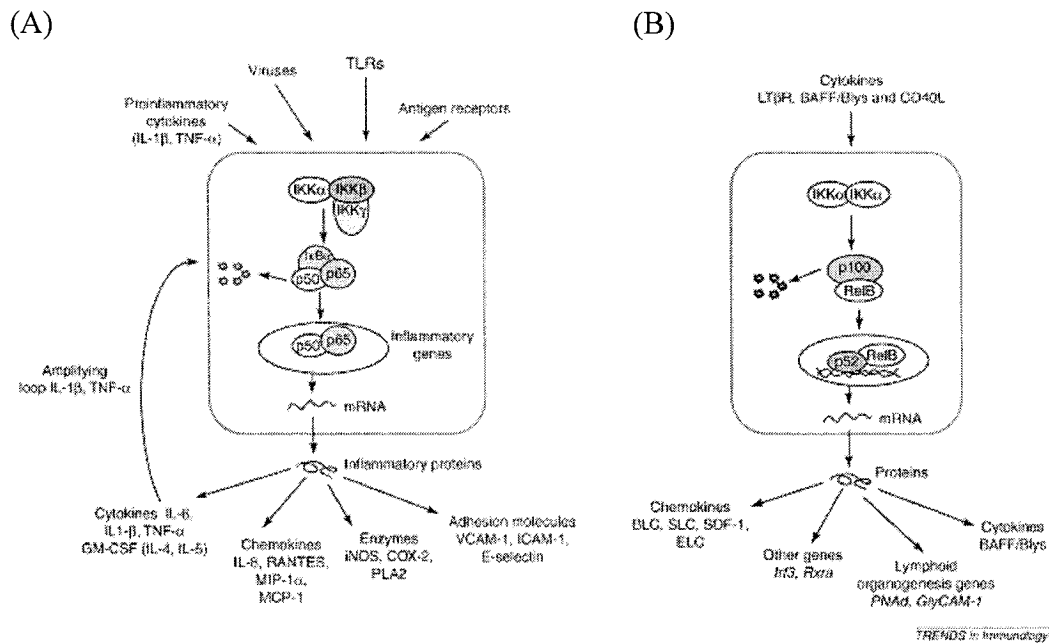 (A)
Viruses
TLRs
Proinflammatory
cytokines
(IL-1β, TNF-α)
Antigen receptors
IKKα IKKβ
IKKγ
IκBα
p50 p65
p50 p65
Inflammatory
genes
Amplifying
loop IL-1β, TNF-α
mRNA
Inflammatory proteins
Cytokines IL-6,
IL1-β, TNF-α
GM-CSF (IL-4, IL-5)
Chemokines
IL-8, RANTES,
MIP-1α,
MCP-1
Enzymes
iNOS, COX-2,
PLA2
Adhesion molecules
VCAM-1, ICAM-1,
E-selectin
(B)
Cytokines
LTβR, BAFF/Blys and CD40L
IKKα IKKα
p100
RelB
p52 RelB
mRNA
Proteins
Chemokines
BLC, SLC, SDF-1,
ELC
Other genes
Irf3, Rxra
Lymphoid
organogenesis genes
PNAd, GlyCAM-1
Cytokines
BAFF/Blys
TRENDS in Immunology